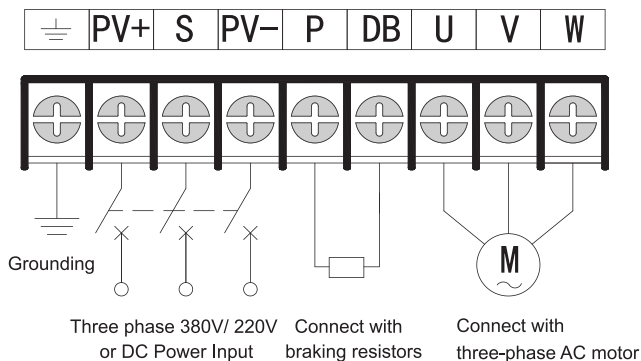 ⏚ PV+ S PV- P DB U V W
Grounding
M
~
Three phase 380V/ 220V
or DC Power Input
Connect with
braking resistors
Connect with
three-phase AC motor